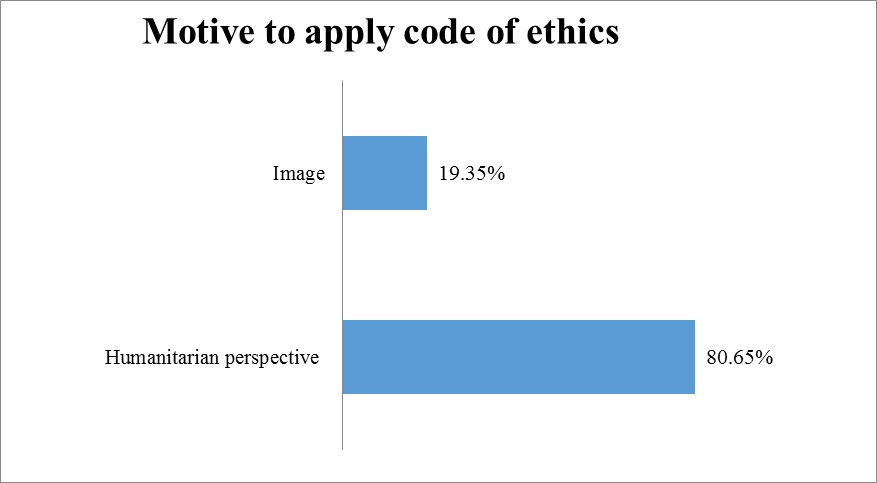 Motive to apply code of ethics
Image
19.35%
Humanitarian perspective
80.65%